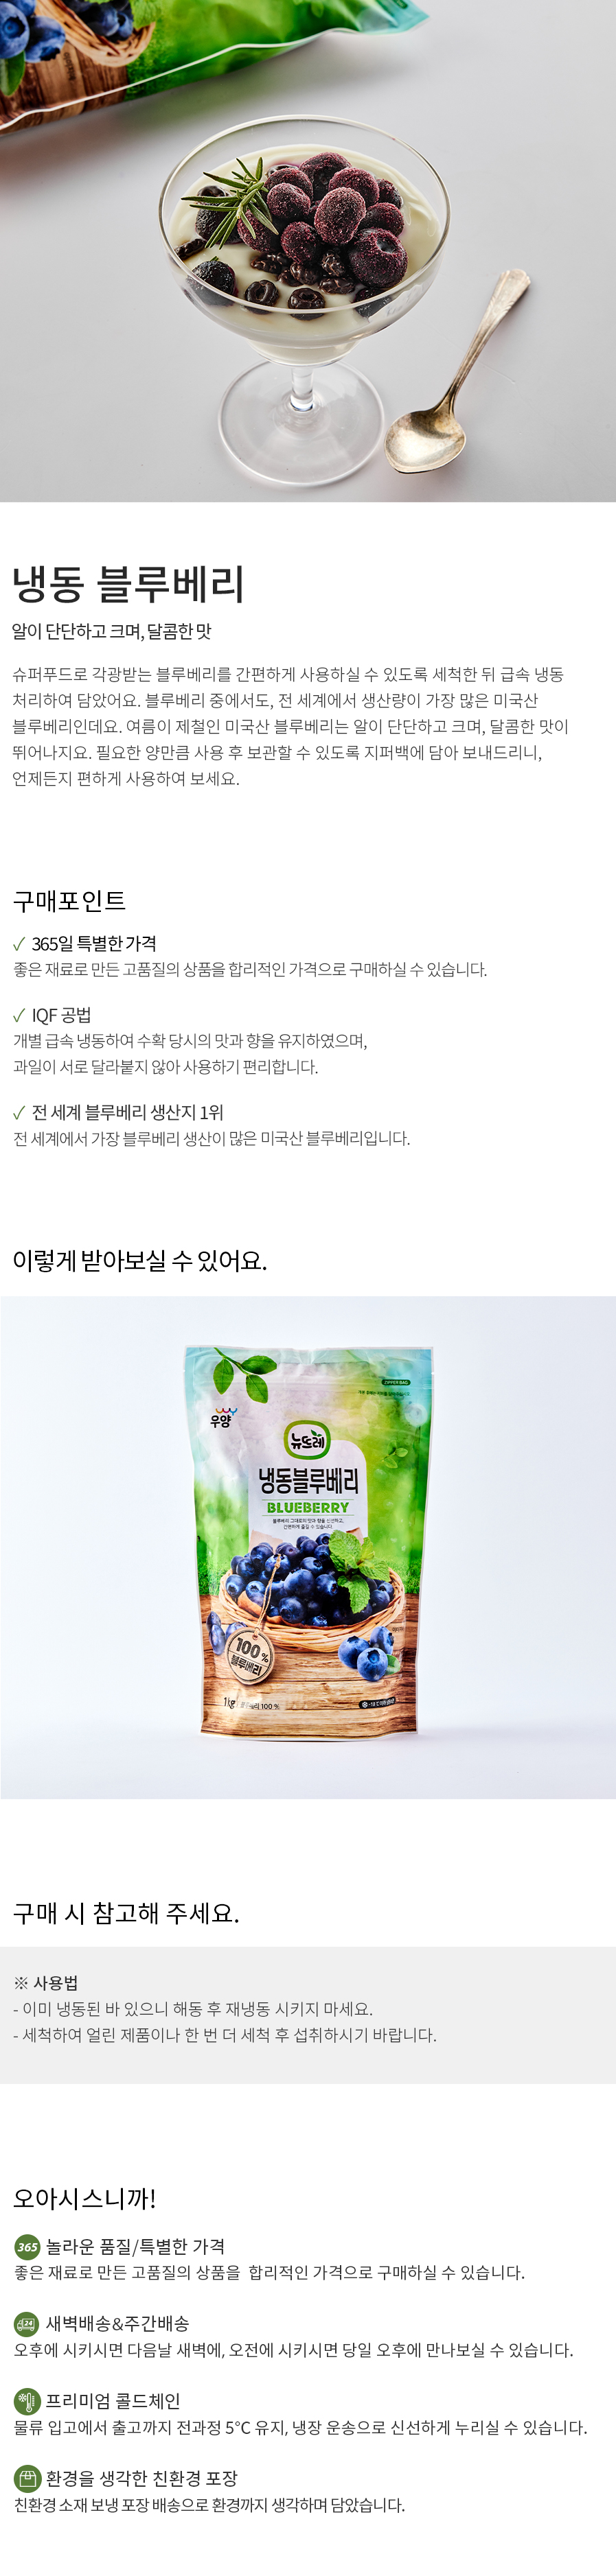 냉동 블루베리
알이 단단하고 크며, 달콤한 맛
슈퍼푸드로 각광받는 블루베리를 간편하게 사용하실 수 있도록 세척한 뒤 급속 냉동
처리하여 담았어요. 블루베리 중에서도, 전 세계에서 생산량이 가장 많은 미국산
블루베리인데요. 여름이 제철인 미국산 블루베리는 알이 단단하고 크며, 달콤한 맛이
뛰어나지요. 필요한 양만큼 사용 후 보관할 수 있도록 지퍼백에 담아 보내드리니,
언제든지 편하게 사용하여 보세요.
구매포인트
✓ 365일 특별한 가격
좋은 재료로 만든 고품질의 상품을 합리적인 가격으로 구매하실 수 있습니다.
✓ IQF 공법
개별 급속 냉동하여 수확 당시의 맛과 향을 유지하였으며,
과일이 서로 달라붙지 않아 사용하기 편리합니다.
✓ 전 세계 블루베리 생산지 1위
전 세계에서 가장 블루베리 생산이 많은 미국산 블루베리입니다.
이렇게 받아보실 수 있어요.
ZIPPER BAG
우양
뉴뜨레
냉동블루베리
BLUEBERRY
블루베리 그대로의 맛과 향을 신선하고,
간편하게 즐길 수 있습니다.
100%
블루베리
1kg
100 %
구매 시 참고해 주세요.
※ 사용법
- 이미 냉동된 바 있으니 해동 후 재냉동 시키지 마세요.
- 세척하여 얼린 제품이나 한 번 더 세척 후 섭취하시기 바랍니다.
오아시스니까!
365 놀라운 품질/특별한 가격
좋은 재료로 만든 고품질의 상품을 합리적인 가격으로 구매하실 수 있습니다.
24 새벽배송&주간배송
오후에 시키시면 다음날 새벽에, 오전에 시키시면 당일 오후에 만나보실 수 있습니다.
프리미엄 콜드체인
물류 입고에서 출고까지 전과정 5℃ 유지, 냉장 운송으로 신선하게 누리실 수 있습니다.
환경을 생각한 친환경 포장
친환경 소재 보냉 포장 배송으로 환경까지 생각하며 담았습니다.